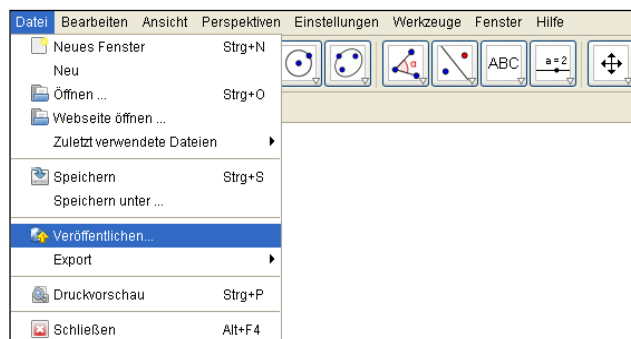 Datei Bearbeiten Ansicht Perspektiven Einstellungen Werkzeuge Fenster Hilfe
Neues Fenster Strg+N
Neu
Öffnen ... Strg+O
Webseite öffnen ...
Zuletzt verwendete Dateien
Speichern Strg+S
Speichern unter ...
Veröffentlichen...
Export
Druckvorschau Strg+P
Schließen Alt+F4
α ABC a=2